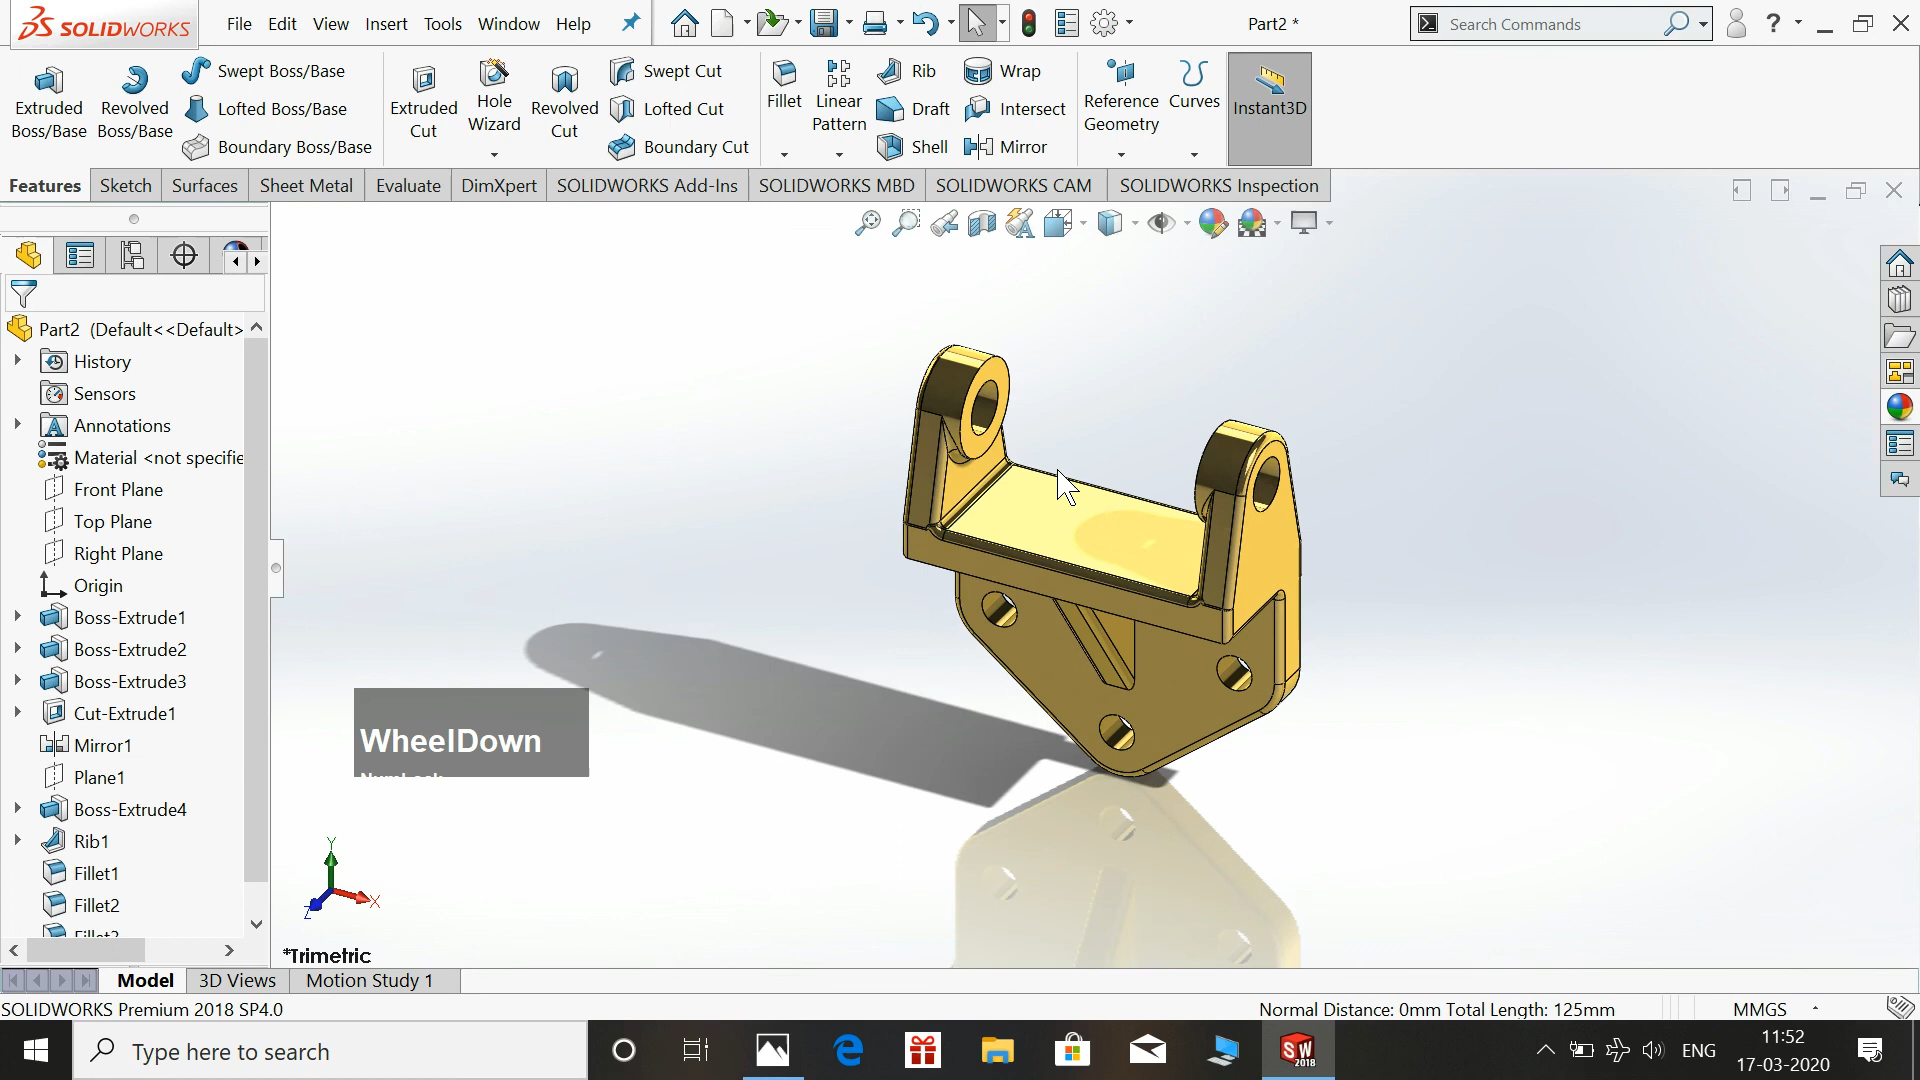 SOLIDWORKS File Edit View Insert Tools Window Help Part2 * Search Commands ?
Extruded Boss/Base
Revolved Boss/Base
Swept Boss/Base
Lofted Boss/Base
Boundary Boss/Base
Extruded Cut
Hole Wizard
Revolved Cut
Swept Cut
Lofted Cut
Boundary Cut
Fillet
Linear Pattern
Rib
Draft
Shell
Wrap
Intersect
Mirror
Reference Geometry
Curves
Instant3D
Features Sketch Surfaces Sheet Metal Evaluate DimXpert SOLIDWORKS Add-Ins SOLIDWORKS MBD SOLIDWORKS CAM SOLIDWORKS Inspection
Part2 (Default<<Default>
History
Sensors
Annotations
Material <not specifie
Front Plane
Top Plane
Right Plane
Origin
Boss-Extrude1
Boss-Extrude2
Boss-Extrude3
Cut-Extrude1
Mirror1
Plane1
Boss-Extrude4
Rib1
Fillet1
Fillet2
WheelDown
Y
X
Z
*Trimetric
Model 3D Views Motion Study 1
SOLIDWORKS Premium 2018 SP4.0 Normal Distance: 0mm Total Length: 125mm MMGS
Type here to search
SW
2018
ENG
11:52
17-03-2020